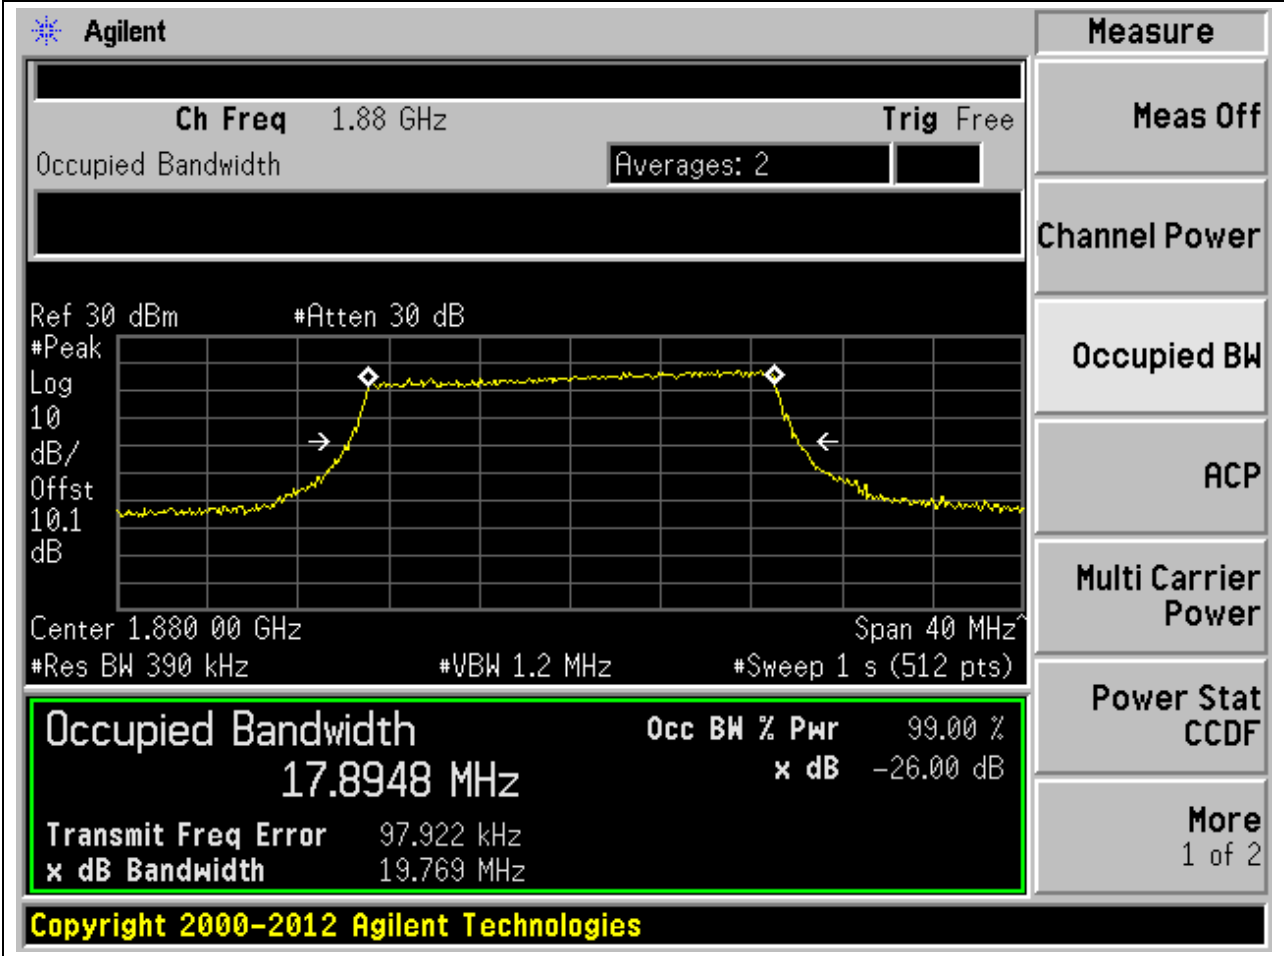 Agilent
Measure
Ch Freq 1.88 GHz Trig Free
Occupied Bandwidth Averages: 2
Meas Off
Channel Power
Occupied BW
ACP
Multi Carrier
Power
Power Stat
CCDF
More
1 of 2
Ref 30 dBm #Atten 30 dB
#Peak
Log
10
dB/
Offst
10.1
dB
Center 1.880 00 GHz Span 40 MHz^
#Res BW 390 kHz #VBW 1.2 MHz #Sweep 1 s (512 pts)
Occupied Bandwidth Occ BW % Pwr 99.00 %
17.8948 MHz x dB -26.00 dB
Transmit Freq Error 97.922 kHz
x dB Bandwidth 19.769 MHz
Copyright 2000-2012 Agilent Technologies